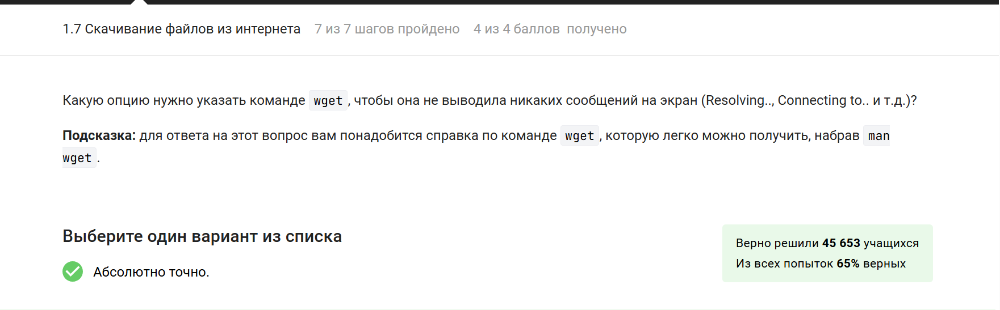 1.7 Скачивание файлов из интернета 7 из 7 шагов пройдено 4 из 4 баллов получено
Какую опцию нужно указать команде wget, чтобы она не выводила никаких сообщений на экран (Resolving.., Connecting to.. и т.д.)?
Подсказка: для ответа на этот вопрос вам понадобится справка по команде wget, которую легко можно получить, набрав man
wget.
Выберите один вариант из списка
Абсолютно точно.
Верно решили 45 653 учащихся
Из всех попыток 65% верных